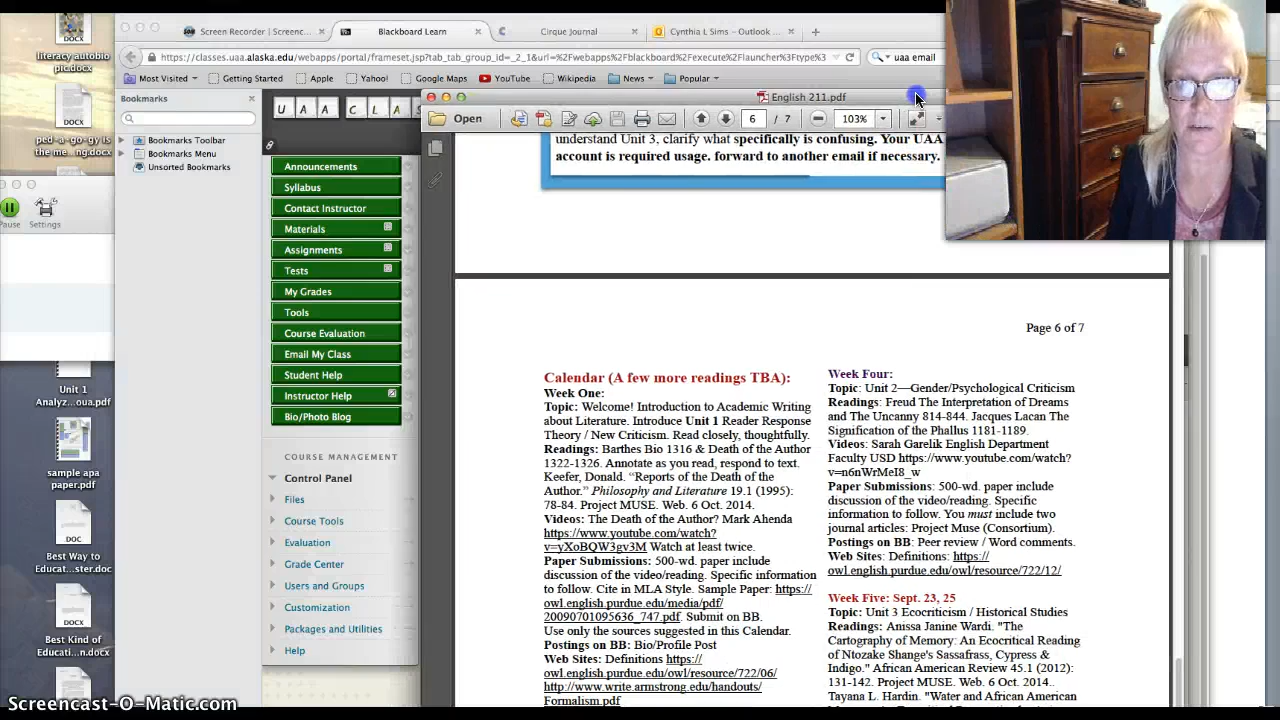 DOCX
literacy autobio
pic.docx
DOCX
ped-a-go-gy is
the me...ng.docx
Pause
Settings
Unit 1
Analyz...oua.pdf
sample apa
paper.pdf
DOC
Best Way to
Educat...ster.doc
DOCX
Best Kind of
Educati...n.docx
Screen Recorder | Screenc...
Blackboard Learn
Cirque Journal
Cynthia L Sims – Outlook ...
https://classes.uaa.alaska.edu/webapps/portal/frameset.jsp?tab_tab_group_id=_2_1&url=%2Fwebapps%2Fblackboard%2Fexecute%2Flauncher%3Ftype%3
uaa email
Most Visited
Getting Started
Apple
Yahoo!
Google Maps
YouTube
Wikipedia
News
Popular
Bookmarks
Bookmarks Toolbar
Bookmarks Menu
Unsorted Bookmarks
U A A C L A
Announcements
Syllabus
Contact Instructor
Materials
Assignments
Tests
My Grades
Tools
Course Evaluation
Email My Class
Student Help
Instructor Help
Bio/Photo Blog
COURSE MANAGEMENT
Control Panel
Files
Course Tools
Evaluation
Grade Center
Users and Groups
Customization
Packages and Utilities
Help
English 211.pdf
Open
6 / 7
103%
understand Unit 3, clarify what specifically is confusing. Your UAA
account is required usage. forward to another email if necessary.
Page 6 of 7
Calendar (A few more readings TBA):
Week One:
Topic: Welcome! Introduction to Academic Writing
about Literature. Introduce Unit 1 Reader Response
Theory / New Criticism. Read closely, thoughtfully.
Readings: Barthes Bio 1316 & Death of the Author
1322-1326. Annotate as you read, respond to text.
Keefer, Donald. “Reports of the Death of the
Author.” Philosophy and Literature 19.1 (1995):
78-84. Project MUSE. Web. 6 Oct. 2014.
Videos: The Death of the Author? Mark Ahenda
https://www.youtube.com/watch?
v=yXoBQW3gv3M Watch at least twice.
Paper Submissions: 500-wd. paper include
discussion of the video/reading. Specific information
to follow. Cite in MLA Style. Sample Paper: https://
owl.english.purdue.edu/media/pdf/
20090701095636_747.pdf. Submit on BB.
Use only the sources suggested in this Calendar.
Postings on BB: Bio/Profile Post
Web Sites: Definitions https://
owl.english.purdue.edu/owl/resource/722/06/
http://www.write.armstrong.edu/handouts/
Formalism.pdf
Week Four:
Topic: Unit 2—Gender/Psychological Criticism
Readings: Freud The Interpretation of Dreams
and The Uncanny 814-844. Jacques Lacan The
Signification of the Phallus 1181-1189.
Videos: Sarah Garelik English Department
Faculty USD https://www.youtube.com/watch?
v=n6nWrMeI8_w
Paper Submissions: 500-wd. paper include
discussion of the video/reading. Specific
information to follow. You must include two
journal articles: Project Muse (Consortium).
Postings on BB: Peer review / Word comments.
Web Sites: Definitions: https://
owl.english.purdue.edu/owl/resource/722/12/
Week Five: Sept. 23, 25
Topic: Unit 3 Ecocriticism / Historical Studies
Readings: Anissa Janine Wardi. "The
Cartography of Memory: An Ecocritical Reading
of Ntozake Shange's Sassafrass, Cypress &
Indigo." African American Review 45.1 (2012):
131-142. Project MUSE. Web. 6 Oct. 2014..
Tayana L. Hardin. "Water and African American
Screencast-O-Matic.com